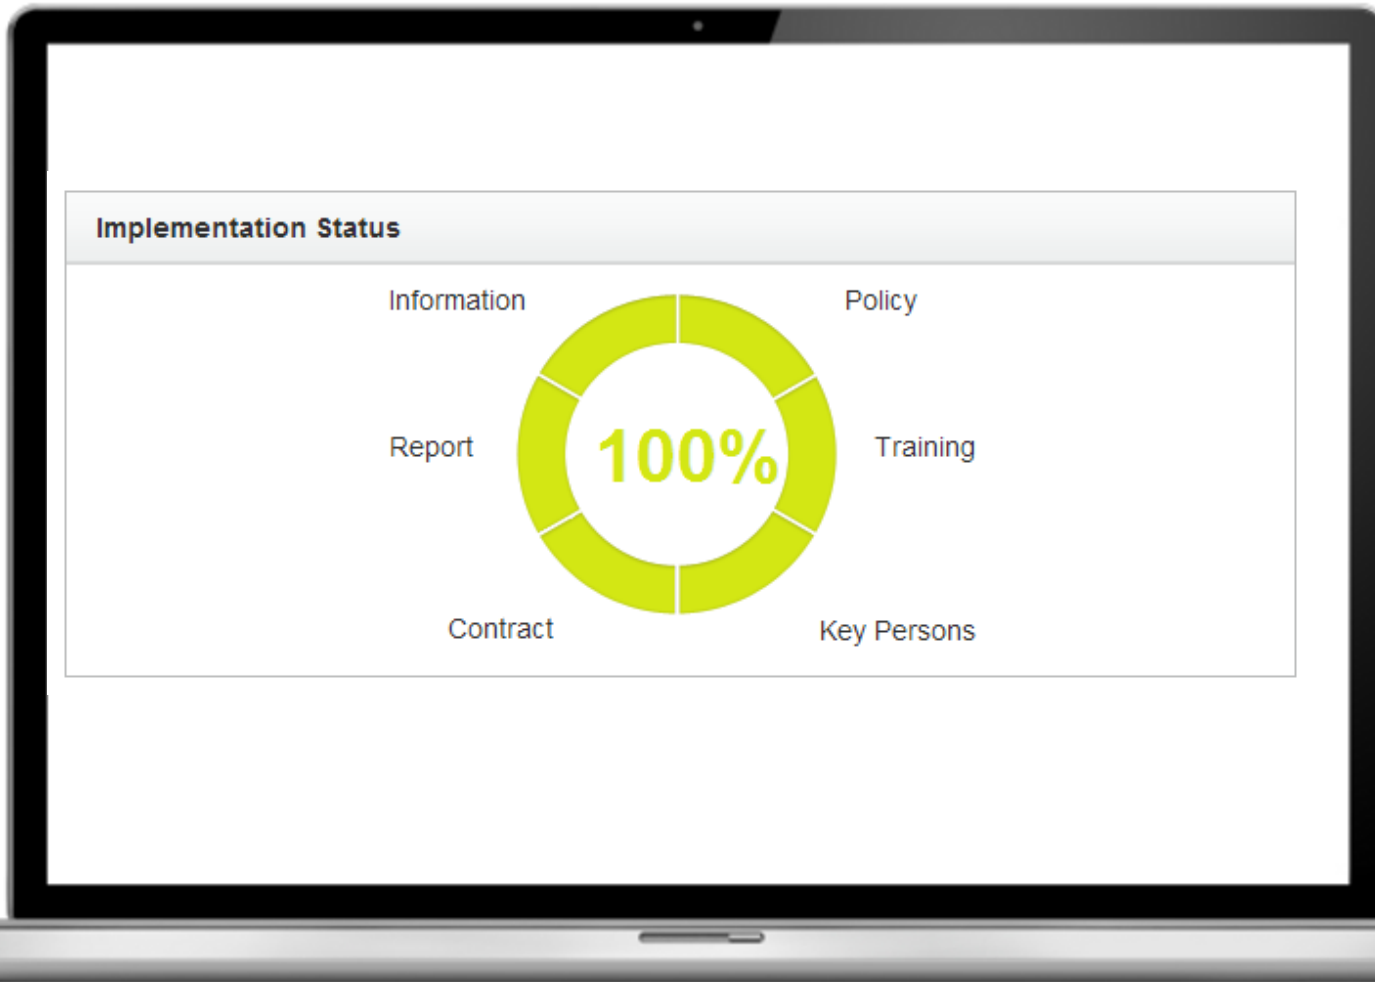 Implementation Status
Information
Policy
Report
100%
Training
Contract
Key Persons